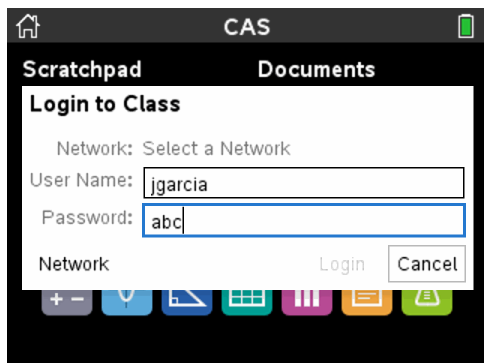 CAS
Scratchpad Documents
Login to Class
Network: Select a Network
User Name: jgarcia
Password: abc
Network Login Cancel